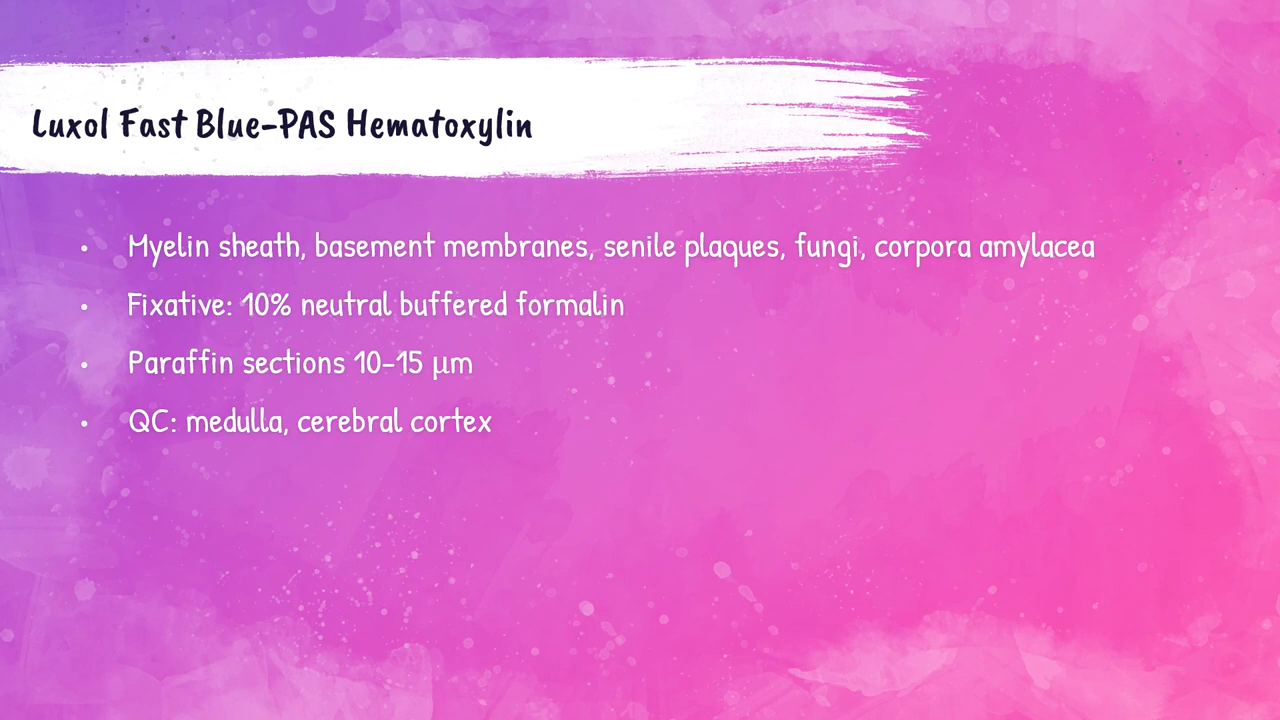 Luxol Fast Blue-PAS Hematoxylin
• Myelin sheath, basement membranes, senile plaques, fungi, corpora amylacea
• Fixative: 10% neutral buffered formalin
• Paraffin sections 10-15 µm
• QC: medulla, cerebral cortex